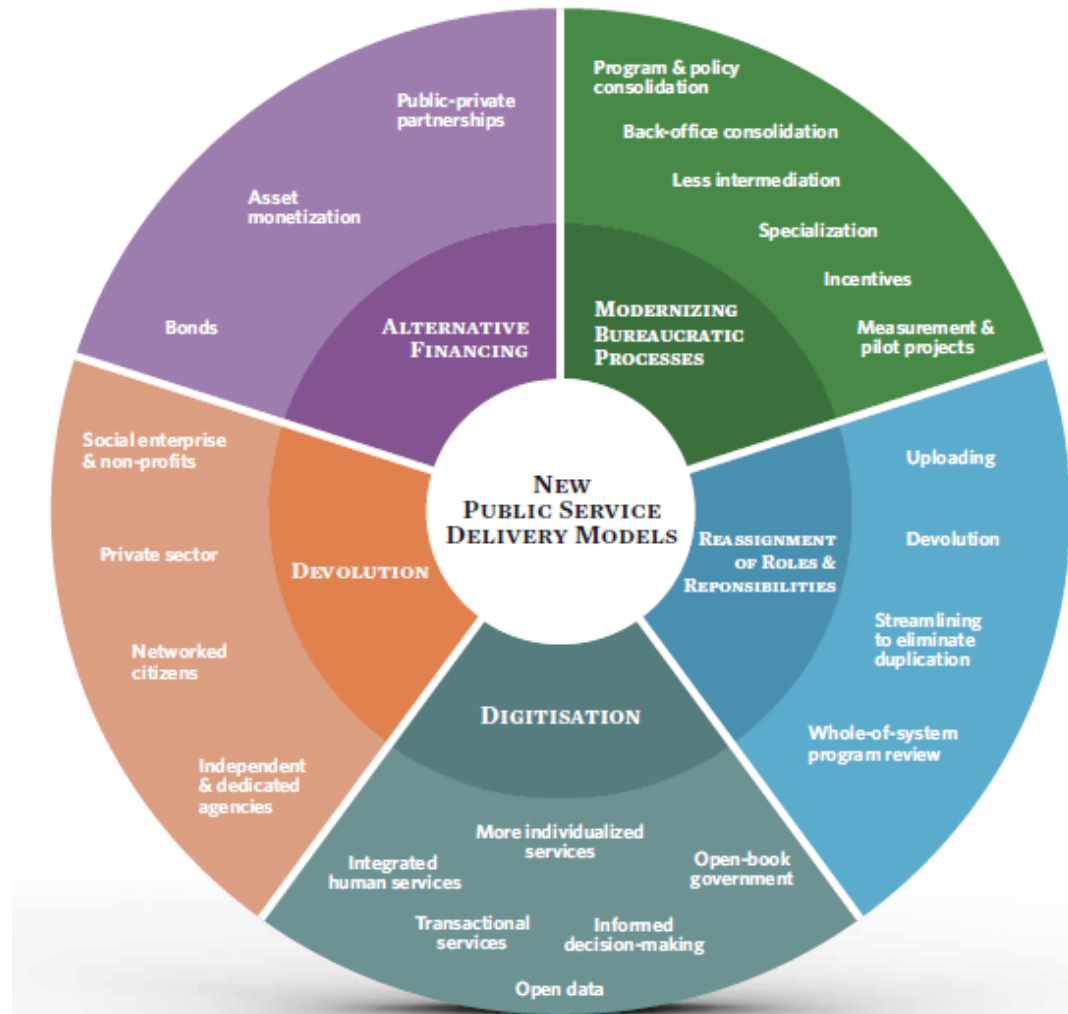 NEW
PUBLIC SERVICE
DELIVERY MODELS
MODERNIZING
BUREAUCRATIC
PROCESSES
Program & policy
consolidation
Back-office consolidation
Less intermediation
Specialization
Incentives
Measurement &
pilot projects
REASSIGNMENT
OF ROLES &
REPONSIBILITIES
Uploading
Devolution
Streamlining
to eliminate
duplication
Whole-of-system
program review
DIGITISATION
More individualized
services
Open-book
government
Integrated
human services
Transactional
services
Informed
decision-making
Open data
DEVOLUTION
Social enterprise
& non-profits
Private sector
Networked
citizens
Independent
& dedicated
agencies
ALTERNATIVE
FINANCING
Public-private
partnerships
Asset
monetization
Bonds